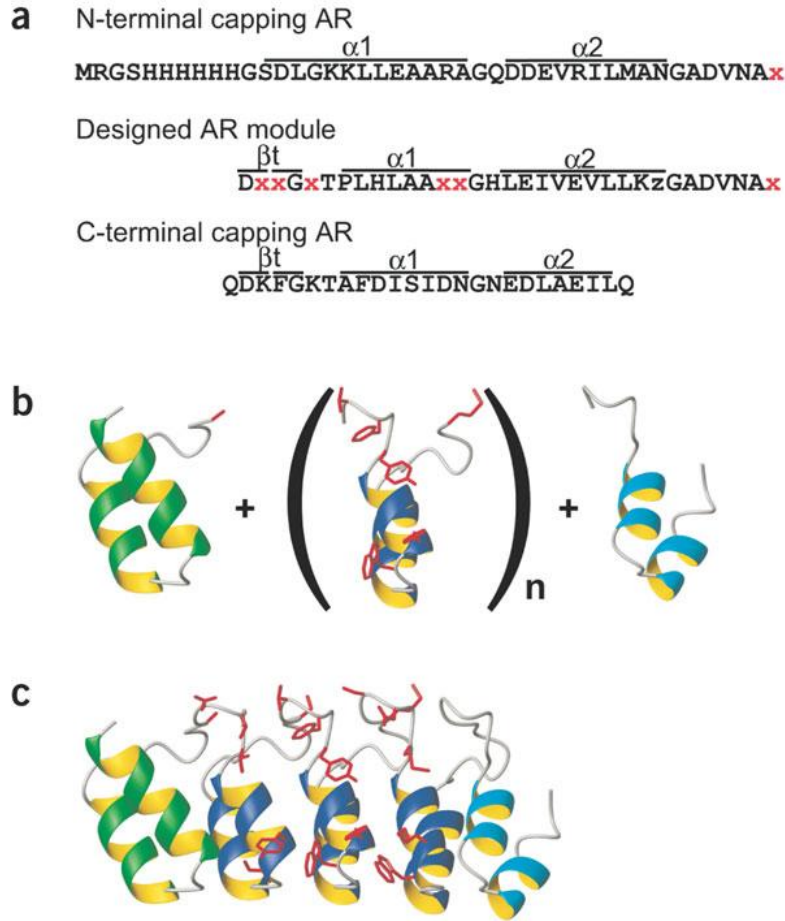 a
N-terminal capping AR
α1 α2
MRGSHHHHHHGSDLGKKLLEAARAGQDDEVRILMANGADVNAx
Designed AR module
βt α1 α2
DxxGxTPLHLAAxxGHLEIVEVLLKzGADVNAx
C-terminal capping AR
βt α1 α2
QDKFGKTAFDISIDNGNEDLAEILQ
b
+ ( ) n +
c